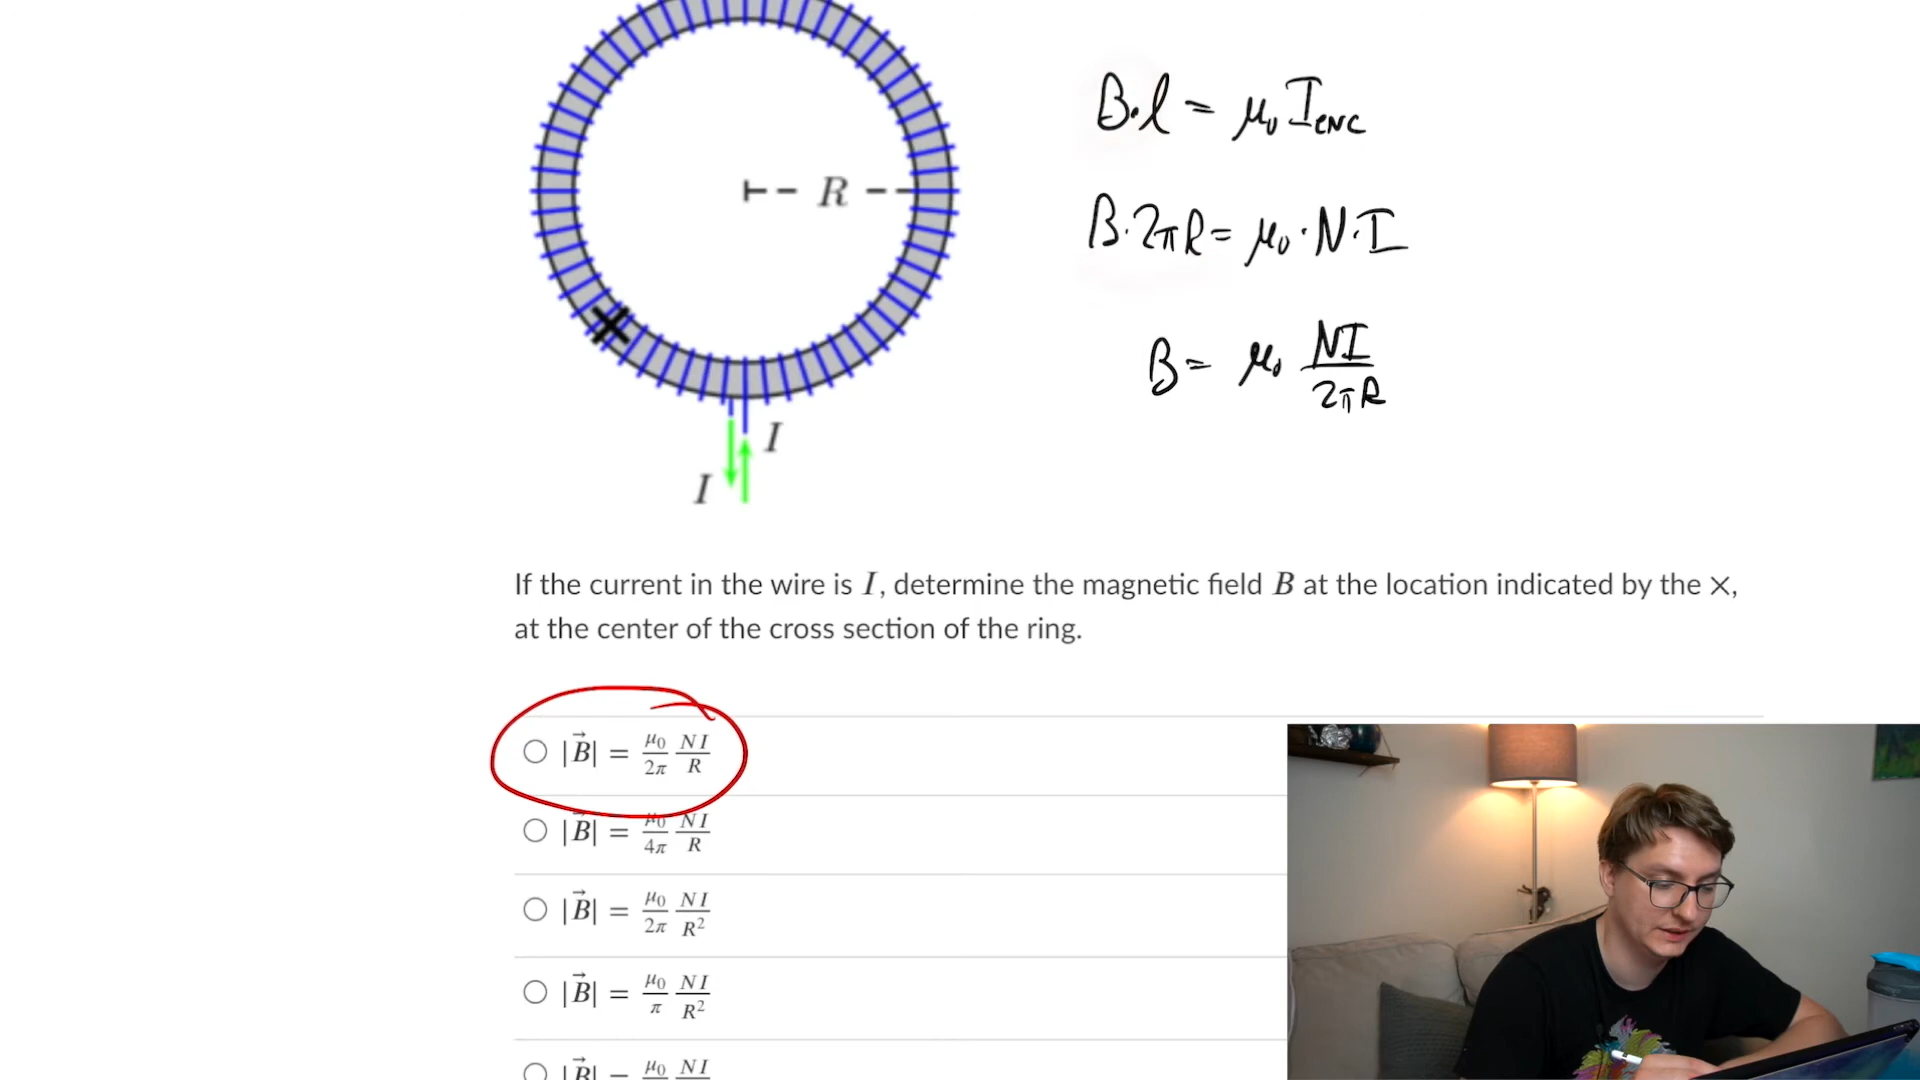 B·l = μ₀ I_ENC
R
B·2πR = μ₀·N·I
B = μ₀ NI/2πR
I
I
If the current in the wire is I, determine the magnetic field B at the location indicated by the ×,
at the center of the cross section of the ring.
|B⃗| = μ₀/2π NI/R
|B⃗| = μ₀/4π NI/R
|B⃗| = μ₀/2π NI/R²
|B⃗| = μ₀/π NI/R²
|B⃗| = μ₀ NI